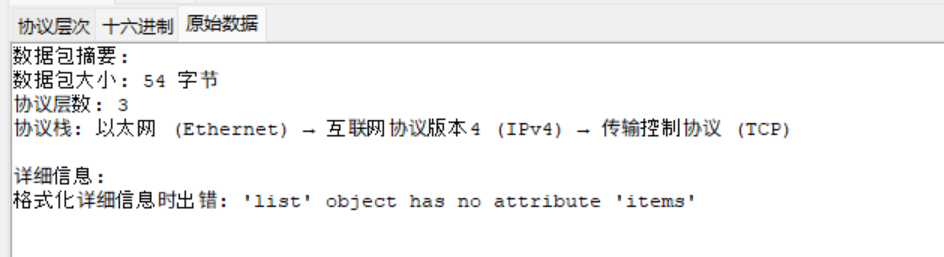 协议层次 十六进制 原始数据
数据包摘要:
数据包大小: 54 字节
协议层数: 3
协议栈: 以太网 (Ethernet) → 互联网协议版本4 (IPv4) → 传输控制协议 (TCP)
详细信息:
格式化详细信息时出错: 'list' object has no attribute 'items'